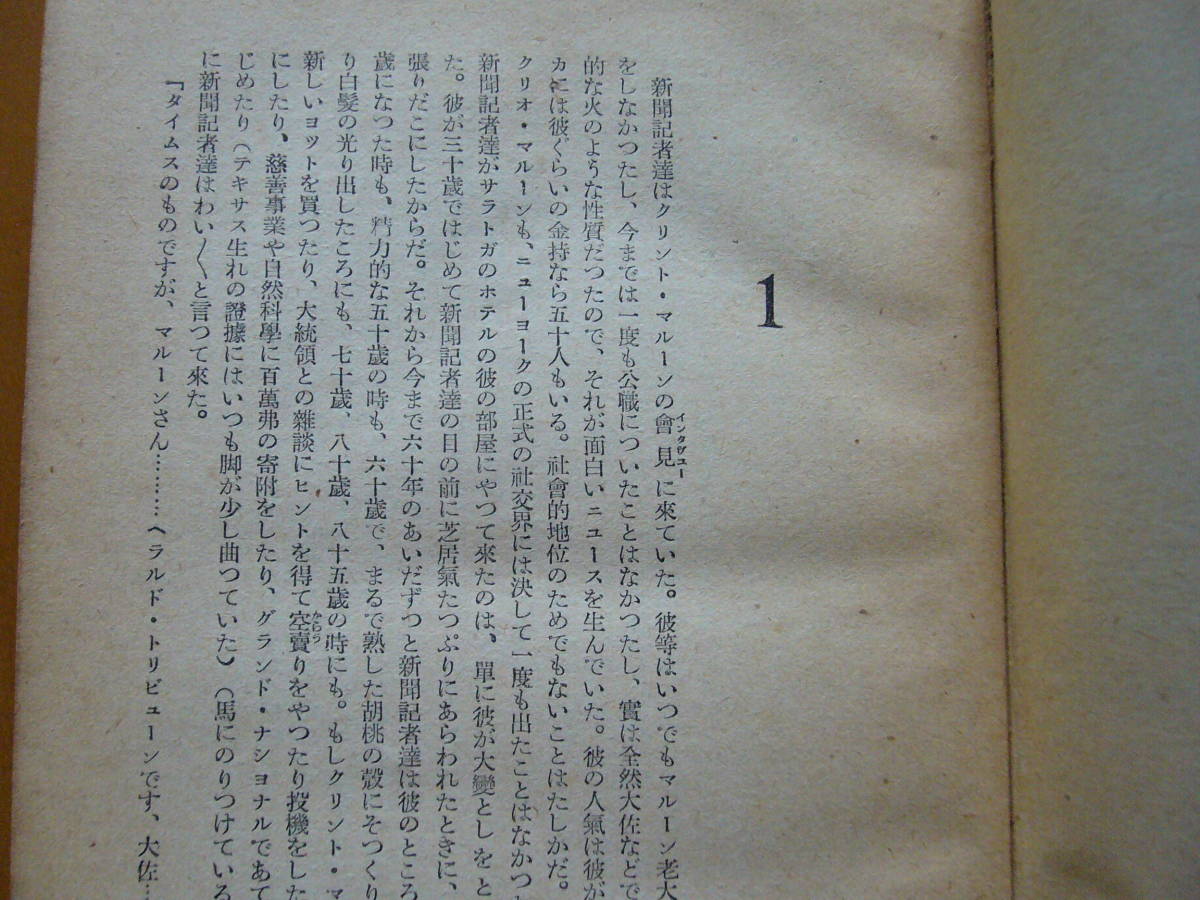 1
新聞記者達はクリント・マルーンの會見に来ていた。彼等はいつでもマルーン老大
インタヴユー
をしなかつたし、今までは一度も公職についたことはなかつたし、實は全然大佐などで
的な火のような性質だつたので、それが面白いニュースを生んでいた。彼の人氣は彼が
カには彼ぐらいの金持なら五十人もいる。社會的地位のためでもないことはたしかだ。
クリオ・マルーンも、ニューヨークの正式の社交界には決して一度も出たことはなかつ
新聞記者達がサラトガのホテルの彼の部屋にやつて来たのは、單に彼が大變としをと
た。彼が三十歲ではじめて新聞記者達の目の前に芝居氣たつぷりにあらわれたときに、
張りだこにしたからだ。それから今まで六十年のあいだずつと新聞記者達は彼のところ
歲になつた時も、精力的な五十歲の時も、六十歲で、まるで熟した胡桃の殼にそつくり
り白髮の光り出したころにも、七十歲、八十歲、八十五歲の時にも。もしクリント・マ
新しいヨットを買つたり、大統領との雜談にヒントを得て空賣りをやつたり投機をした
からう
にしたり、慈善事業や自然科學に百萬弗の寄附をしたり、グランド・ナショナルであて
じめたり（テキサス生れの證據にはいつも脚が少し曲つていた）（馬にのりつけている
に新聞記者達はわい〱と言つて来た。
「タイムスのものですが、マルーンさん………ヘラルド・トリビューンです、大佐…